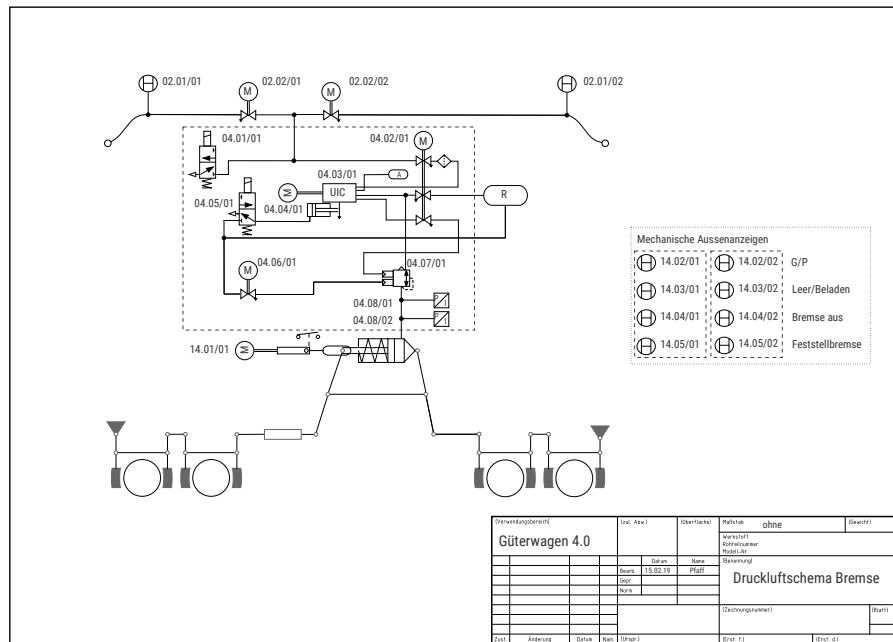 02.01/01
02.02/01
02.02/02
02.01/02
M
M
04.01/01
04.02/01
M
04.03/01
A
M
UIC
R
04.05/01
04.04/01
04.06/01
M
04.07/01
04.08/01
P
I
04.08/02
P
I
14.01/01
M
Mechanische Aussenanzeigen
14.02/01
14.02/02
G/P
14.03/01
14.03/02
Leer/Beladen
14.04/01
14.04/02
Bremse aus
14.05/01
14.05/02
Feststellbremse
(Verwendungsbereich)
(zul. Abw.)
(Oberfläche)
Maßstab
ohne
(Gewicht)
Güterwagen 4.0
Werkstoff
Rohteilnummer
Modell-Nr.
Datum
Name
(Benennung)
Bearb.
15.02.19
Pfaff
Druckluftschema Bremse
Gepr.
Norm
(Zeichnungsnummer)
(Blatt)
Zust.
Änderung
Datum
Nam.
(Urspr.)
(Erst. f.)
(Erst. d.)